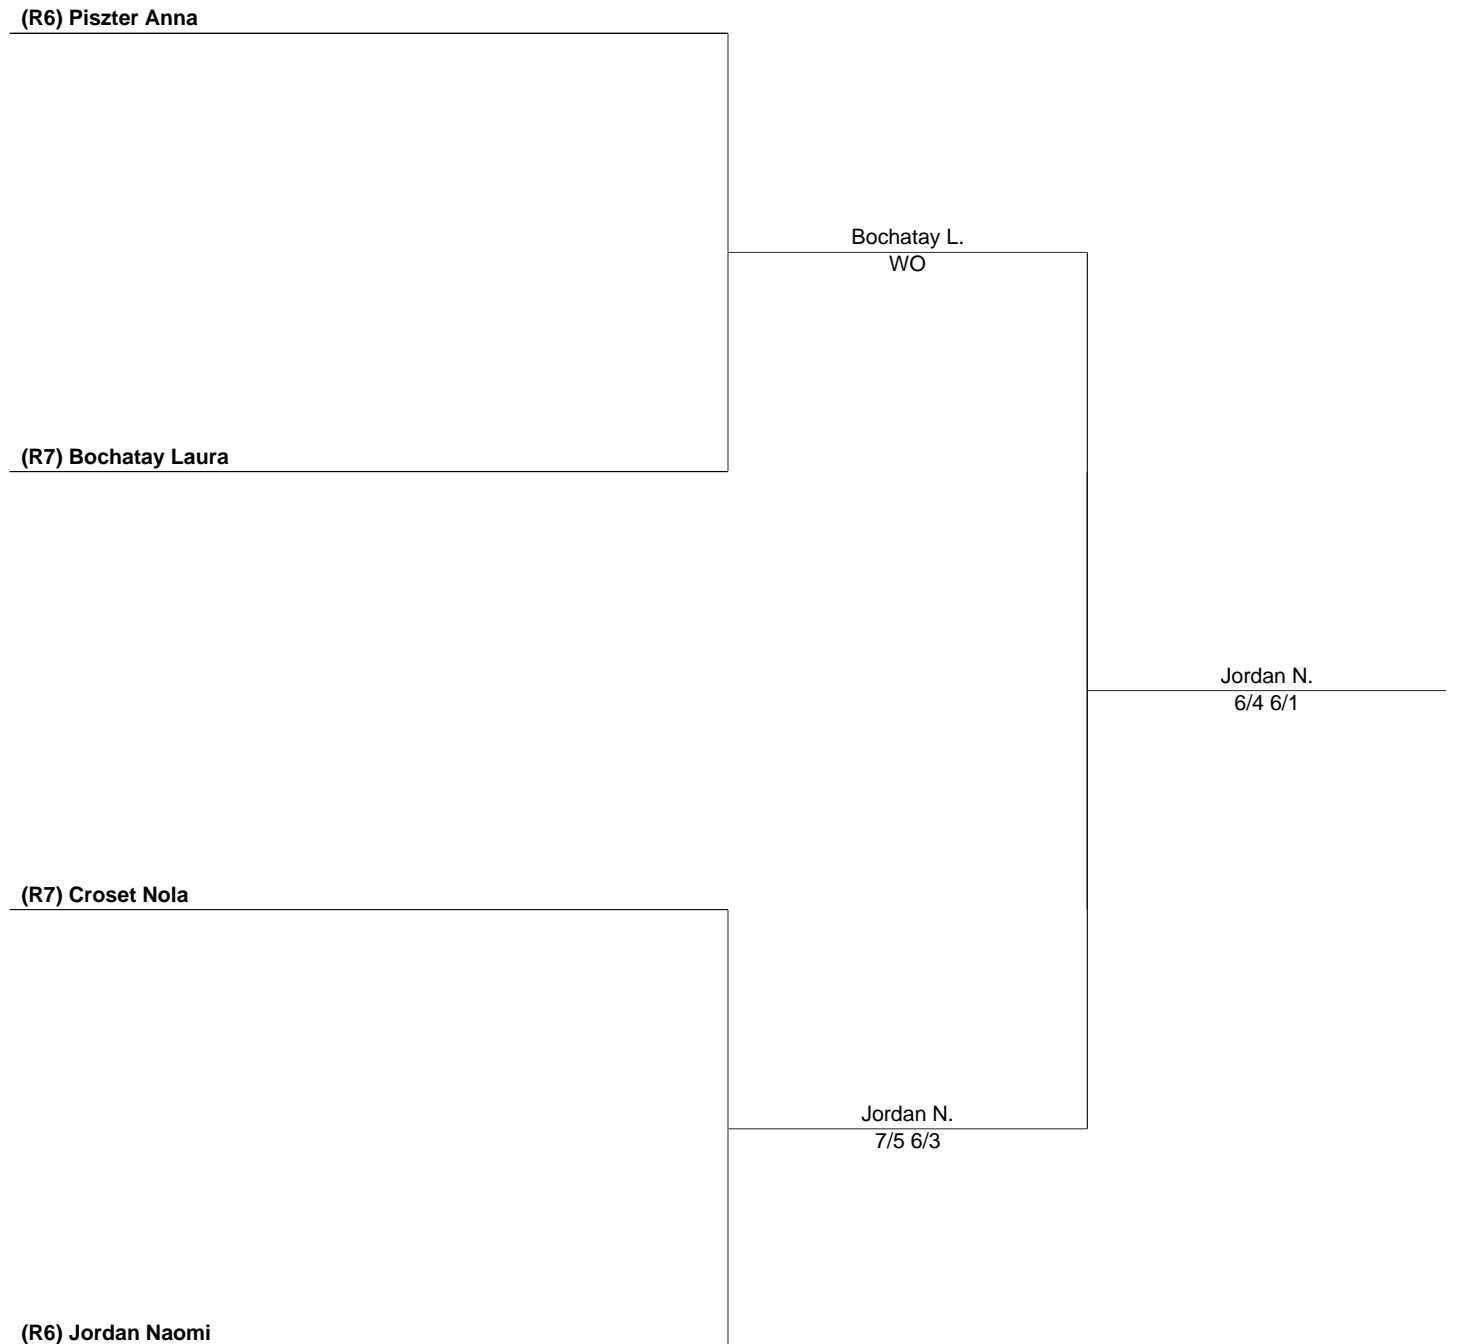 (R6) Piszter Anna
Bochatay L.
WO
(R7) Bochatay Laura
Jordan N.
6/4 6/1
(R7) Croset Nola
Jordan N.
7/5 6/3
(R6) Jordan Naomi